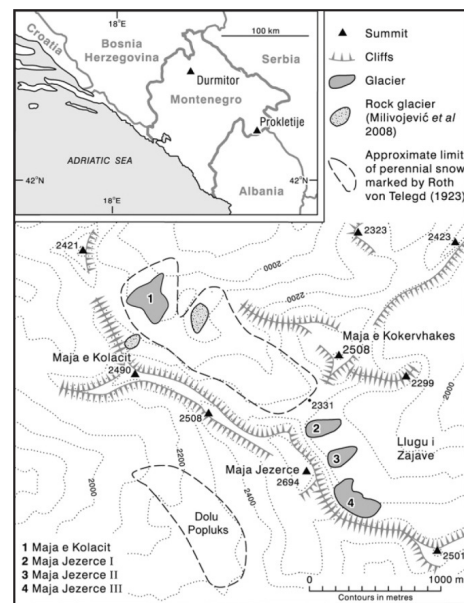 Croatia
Bosnia
Herzegovina
100 km
Serbia
Durmitor
Montenegro
Prokletije
ADRIATIC SEA
42°N
42°N
Albania
18°E
18°E
Summit
Cliffs
Glacier
Rock glacier
(Milivojević et al
2008)
Approximate limit
of perennial snow
marked by Roth
von Telegd (1923)
2421
2323
2423
2000
2200
2200
1
Maja e Kolacit
2490
Maja e Kokervhakes
2508
2299
2000
2331
2508
2
Llugu i
Zajave
3
Maja Jezerce
2694
4
2000
2200
2400
Dolu
Popluks
2501
1 Maja e Kolacit
2 Maja Jezerce I
3 Maja Jezerce II
4 Maja Jezerce III
0 1000 m
Contours in metres